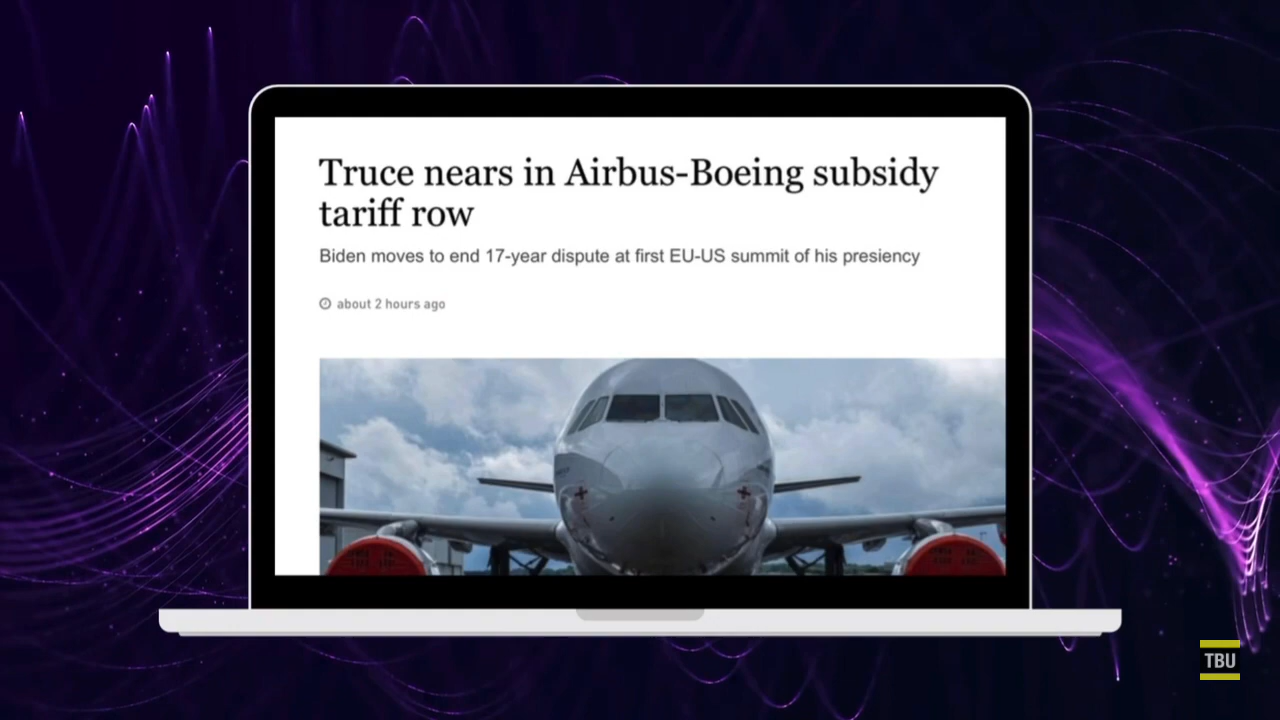 Truce nears in Airbus-Boeing subsidy
tariff row
Biden moves to end 17-year dispute at first EU-US summit of his presiency
about 2 hours ago
TBU